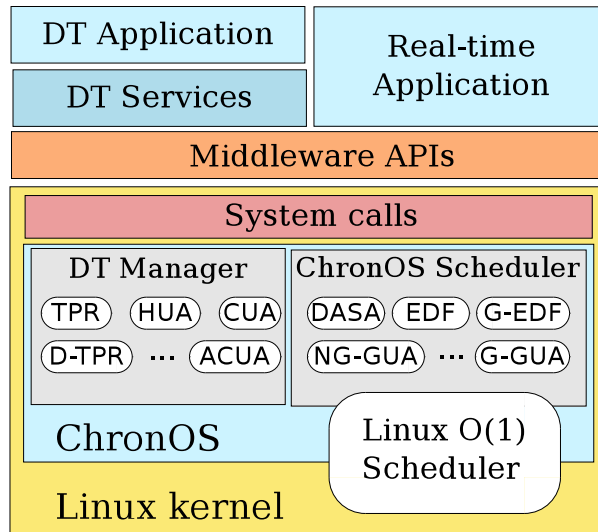 DT Application
Real-time
Application
DT Services
Middleware APIs
System calls
DT Manager
TPR HUA CUA
D-TPR ... ACUA
ChronOS Scheduler
DASA EDF G-EDF
NG-GUA ... G-GUA
ChronOS
Linux O(1)
Scheduler
Linux kernel